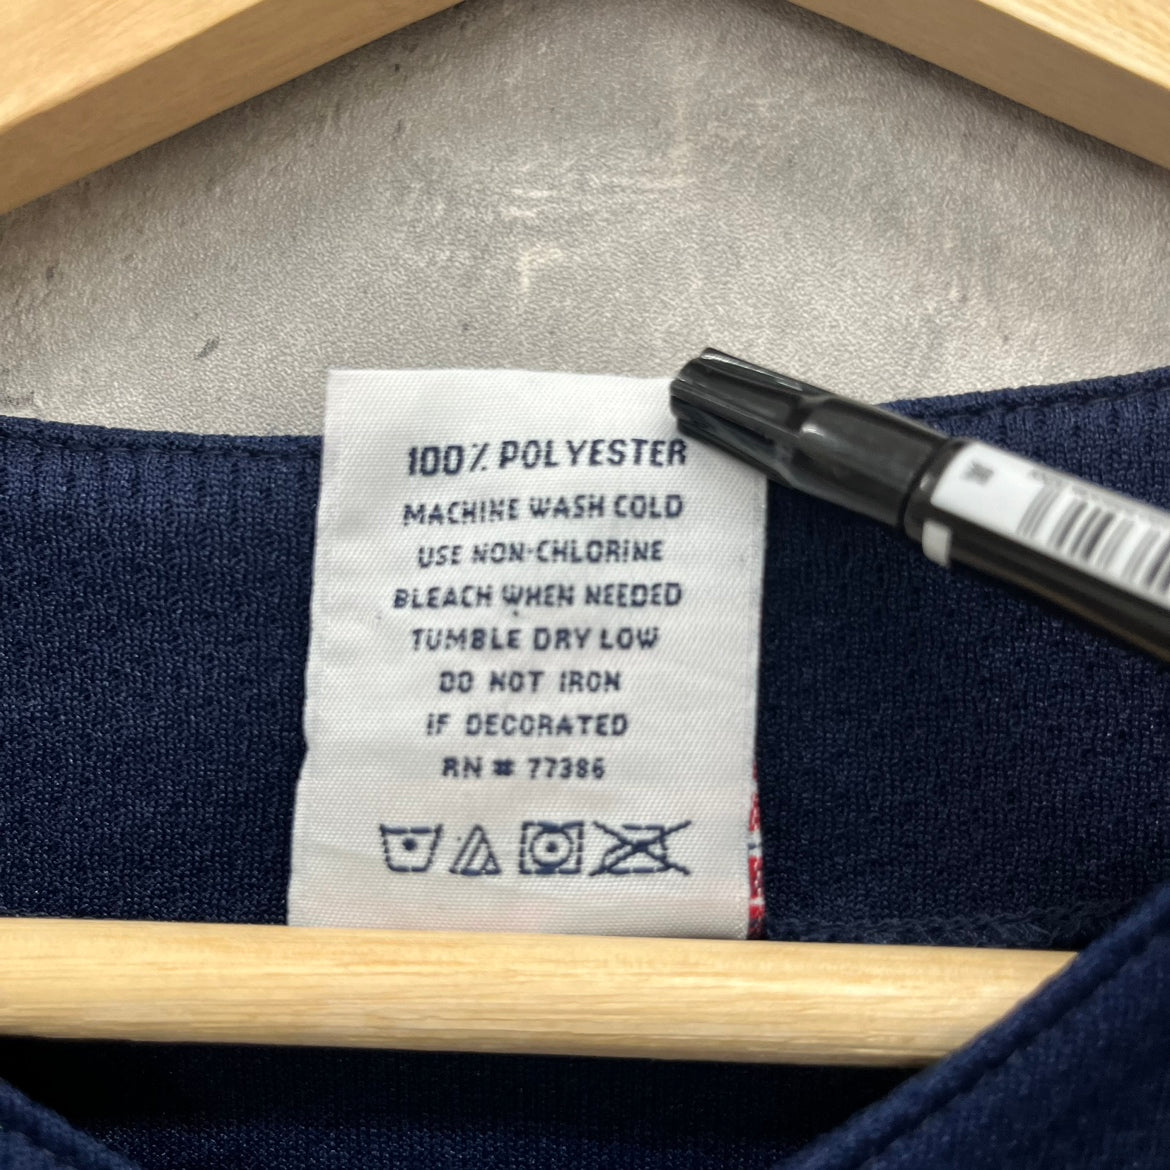 100% POLYESTER
MACHINE WASH COLD
USE NON-CHLORINE
BLEACH WHEN NEEDED
TUMBLE DRY LOW
DO NOT IRON
IF DECORATED
RN # 77386